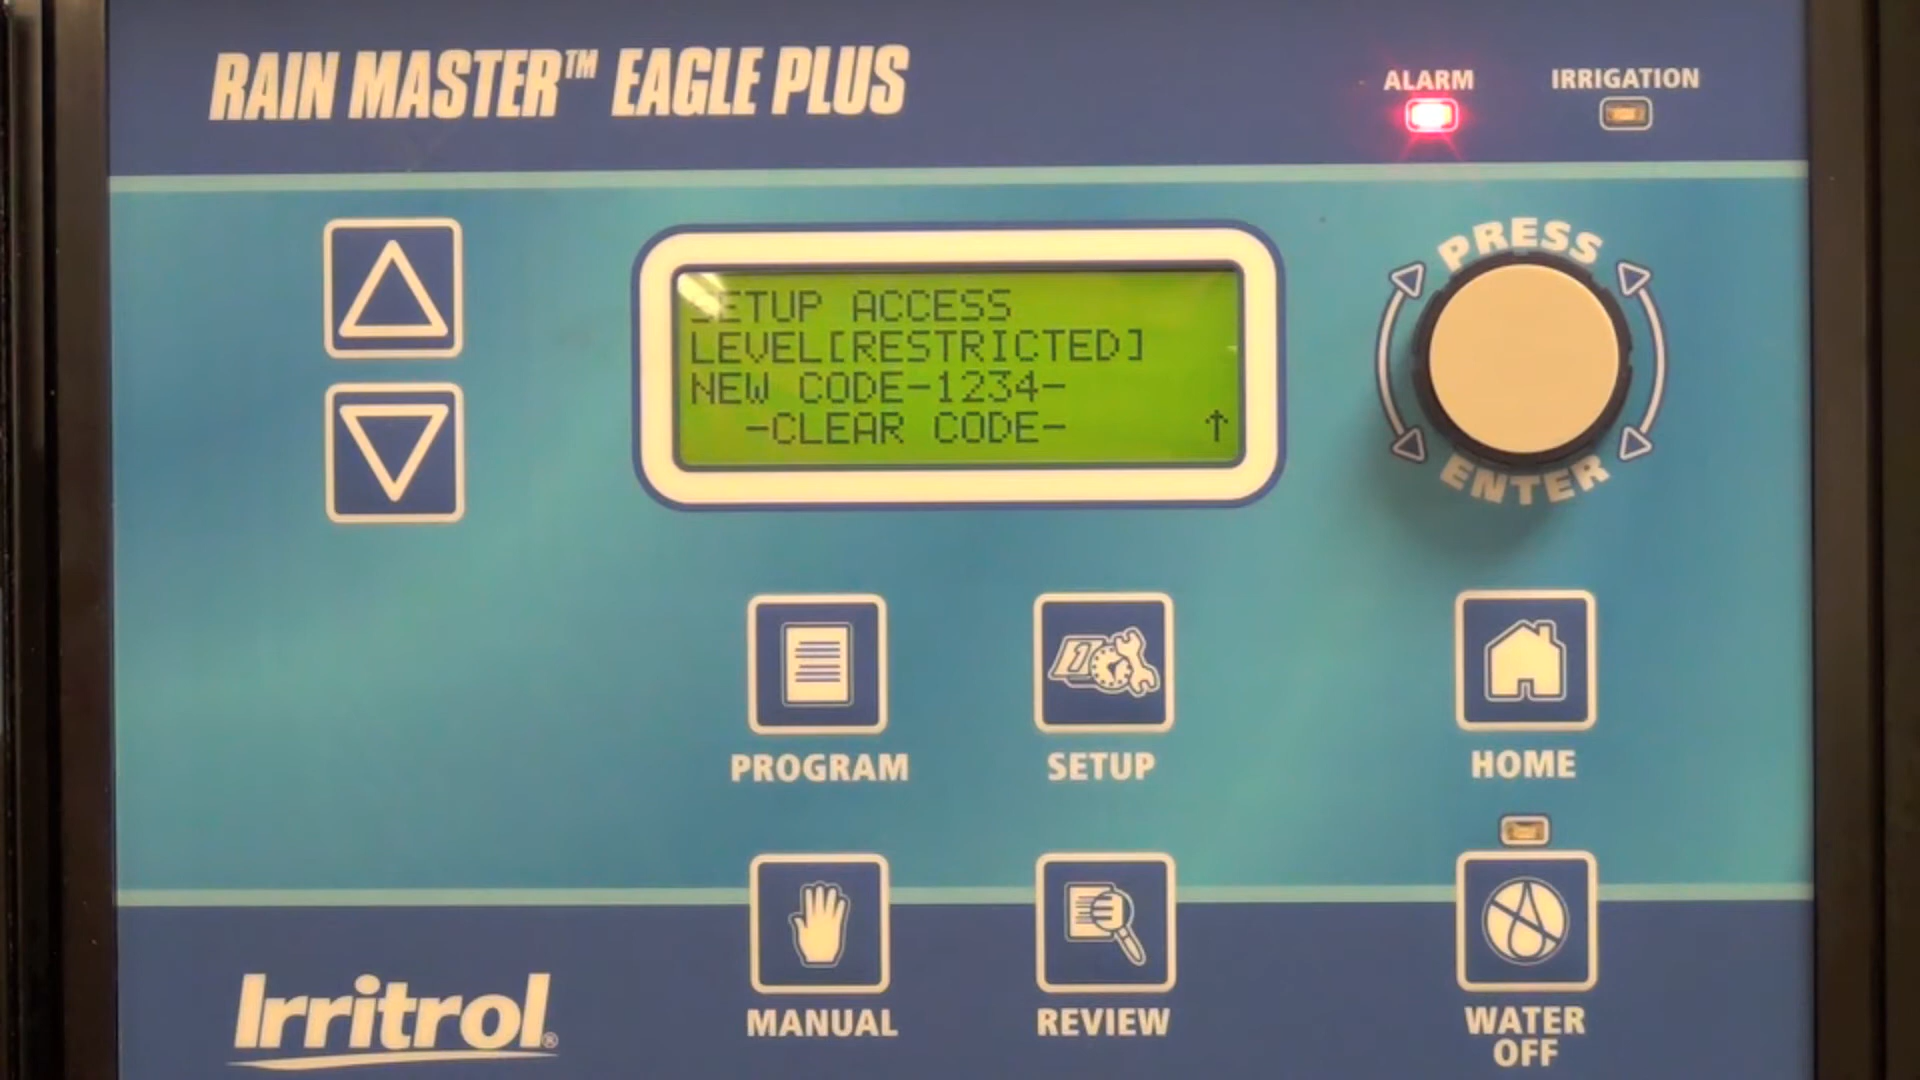 RAIN MASTER™ EAGLE PLUS
ALARM
IRRIGATION
SETUP ACCESS
LEVEL[RESTRICTED]
NEW CODE-1234-
-CLEAR CODE- ↑
PRESS
ENTER
PROGRAM
SETUP
HOME
MANUAL
REVIEW
WATER
OFF
Irritrol®